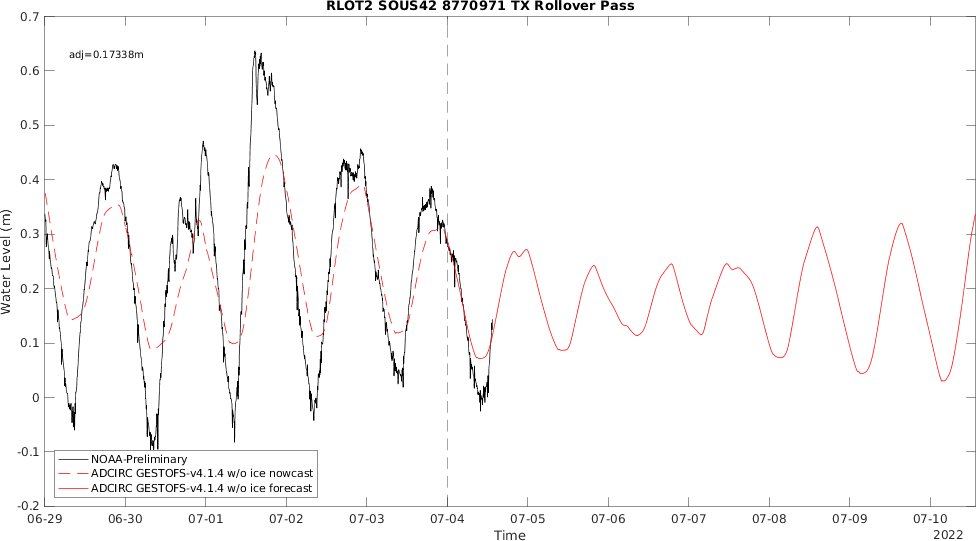 RLOT2 SOUS42 8770971 TX Rollover Pass
adj=0.17338m
Water Level (m)
0.7
0.6
0.5
0.4
0.3
0.2
0.1
0
-0.1
-0.2
NOAA-Preliminary
ADCIRC GESTOFS-v4.1.4 w/o ice nowcast
ADCIRC GESTOFS-v4.1.4 w/o ice forecast
06-29 06-30 07-01 07-02 07-03 07-04 07-05 07-06 07-07 07-08 07-09 07-10
Time
2022